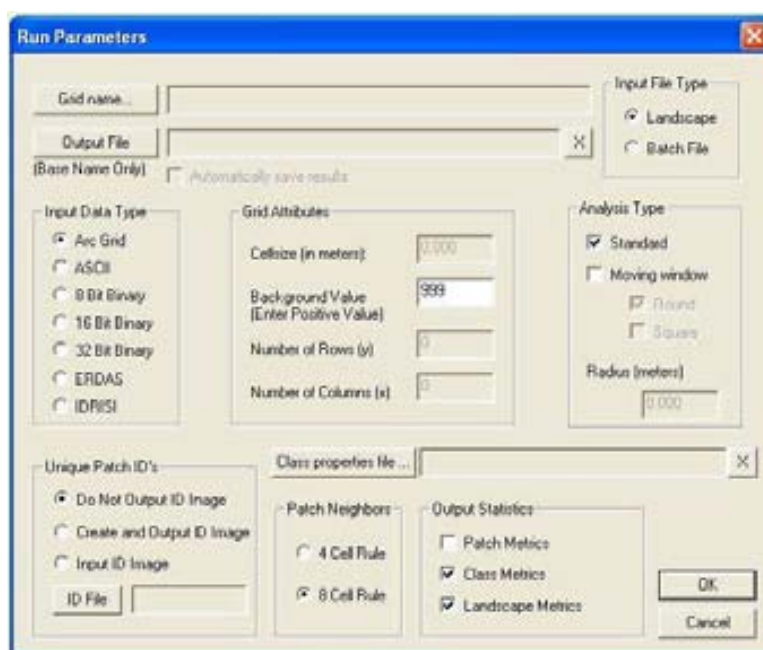 Run Parameters
Grid name...
Output File
X
(Base Name Only)
Automatically save results
Input File Type
Landscape
Batch File
Input Data Type
Arc Grid
ASCII
8 Bit Binary
16 Bit Binary
32 Bit Binary
ERDAS
IDRISI
Grid Attributes
Cellsize (in meters):
0.000
Background Value
(Enter Positive Value)
999
Number of Rows (y)
0
Number of Columns (x)
0
Analysis Type
Standard
Moving window
Round
Square
Radius (meters)
0.000
Unique Patch ID's
Do Not Output ID Image
Create and Output ID Image
Input ID Image
ID File
Class properties file ...
X
Patch Neighbors
4 Cell Rule
8 Cell Rule
Output Statistics
Patch Metrics
Class Metrics
Landscape Metrics
OK
Cancel